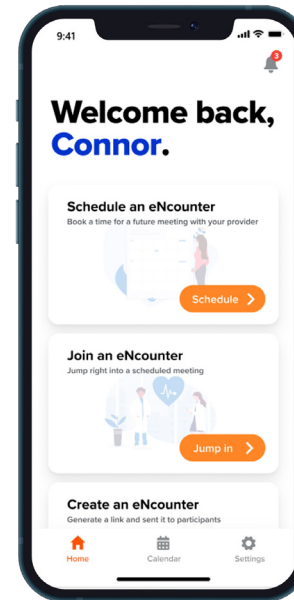 9:41
3
Welcome back,
Connor.
Schedule an eNcounter
Book a time for a future meeting with your provider
Schedule
Join an eNcounter
Jump right into a scheduled meeting
Jump in
Create an eNcounter
Generate a link and sent it to participants
Home
Calendar
Settings